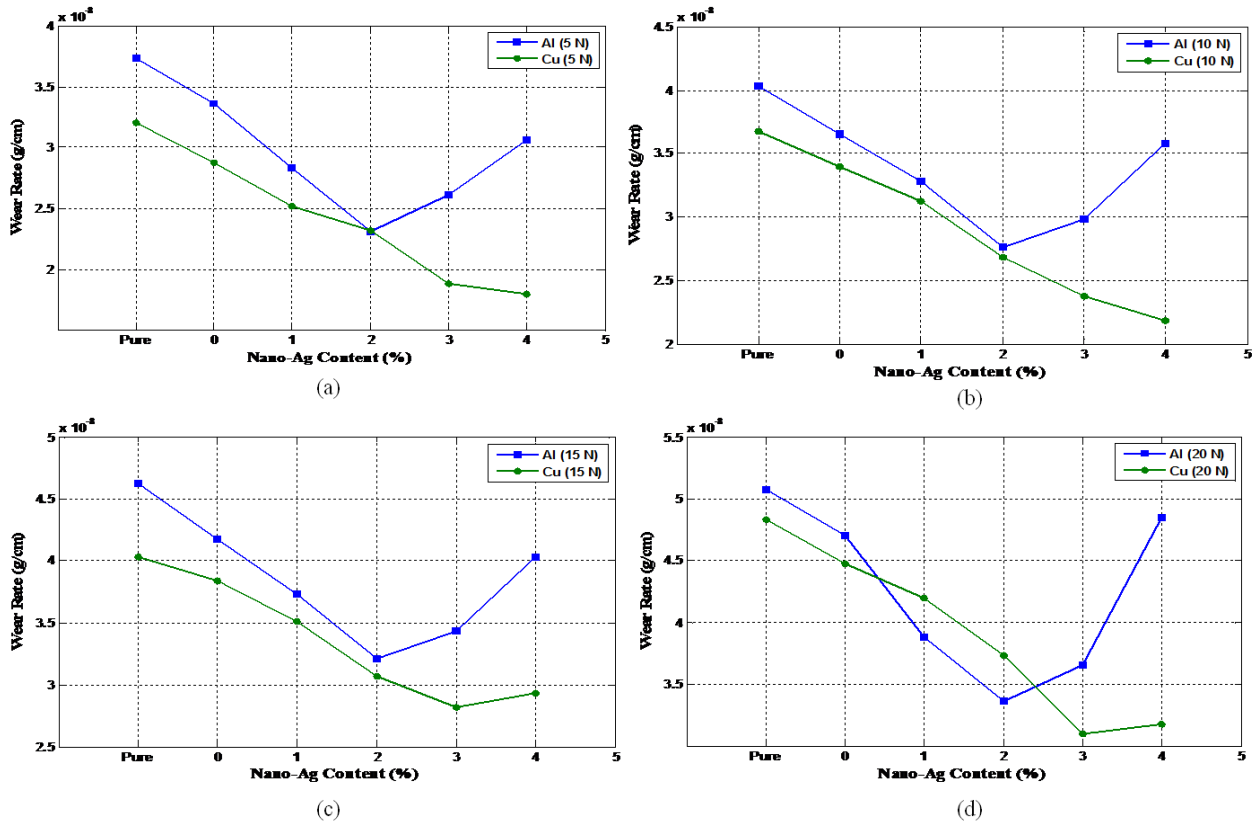 x 10⁻⁸
4
3.5
3
2.5
2
Wear Rate (g/cm)
Al (5 N)
Cu (5 N)
Pure 0 1 2 3 4 5
Nano-Ag Content (%)
(a)
x 10⁻⁸
4.5
4
3.5
3
2.5
2
Wear Rate (g/cm)
Al (10 N)
Cu (10 N)
Pure 0 1 2 3 4 5
Nano-Ag Content (%)
(b)
x 10⁻⁸
5
4.5
4
3.5
3
2.5
Wear Rate (g/cm)
Al (15 N)
Cu (15 N)
Pure 0 1 2 3 4 5
Nano-Ag Content (%)
(c)
x 10⁻⁸
5.5
5
4.5
4
3.5
Wear Rate (g/cm)
Al (20 N)
Cu (20 N)
Pure 0 1 2 3 4 5
Nano-Ag Content (%)
(d)